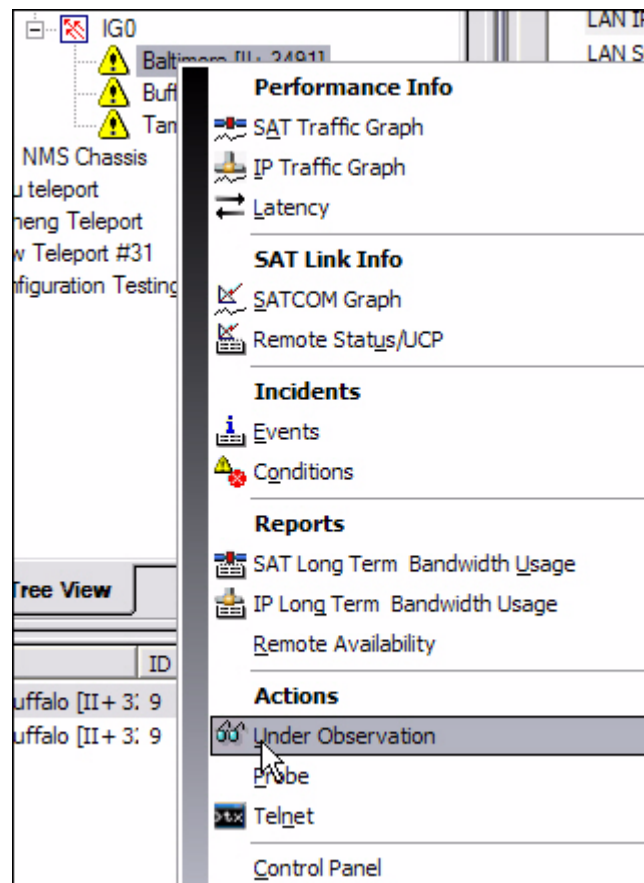 IG0
LAN
LAN S
Baltimore [II+ 2491]
Buff
Tam
NMS Chassis
u teleport
heng Teleport
w Teleport #31
nfiguration Testing
Performance Info
SAT Traffic Graph
IP Traffic Graph
Latency
SAT Link Info
SATCOM Graph
Remote Status/UCP
Incidents
Events
Conditions
Reports
SAT Long Term Bandwidth Usage
IP Long Term Bandwidth Usage
Remote Availability
Actions
Under Observation
Probe
Telnet
Control Panel
Tree View
ID
uffalo [II+ 3: 9
uffalo [II+ 3: 9